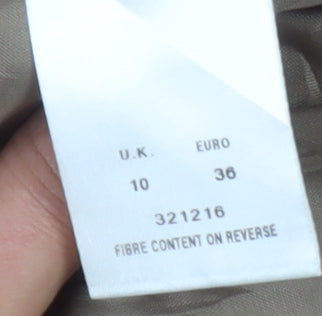 U.K. EURO
10 36
321216
FIBRE CONTENT ON REVERSE